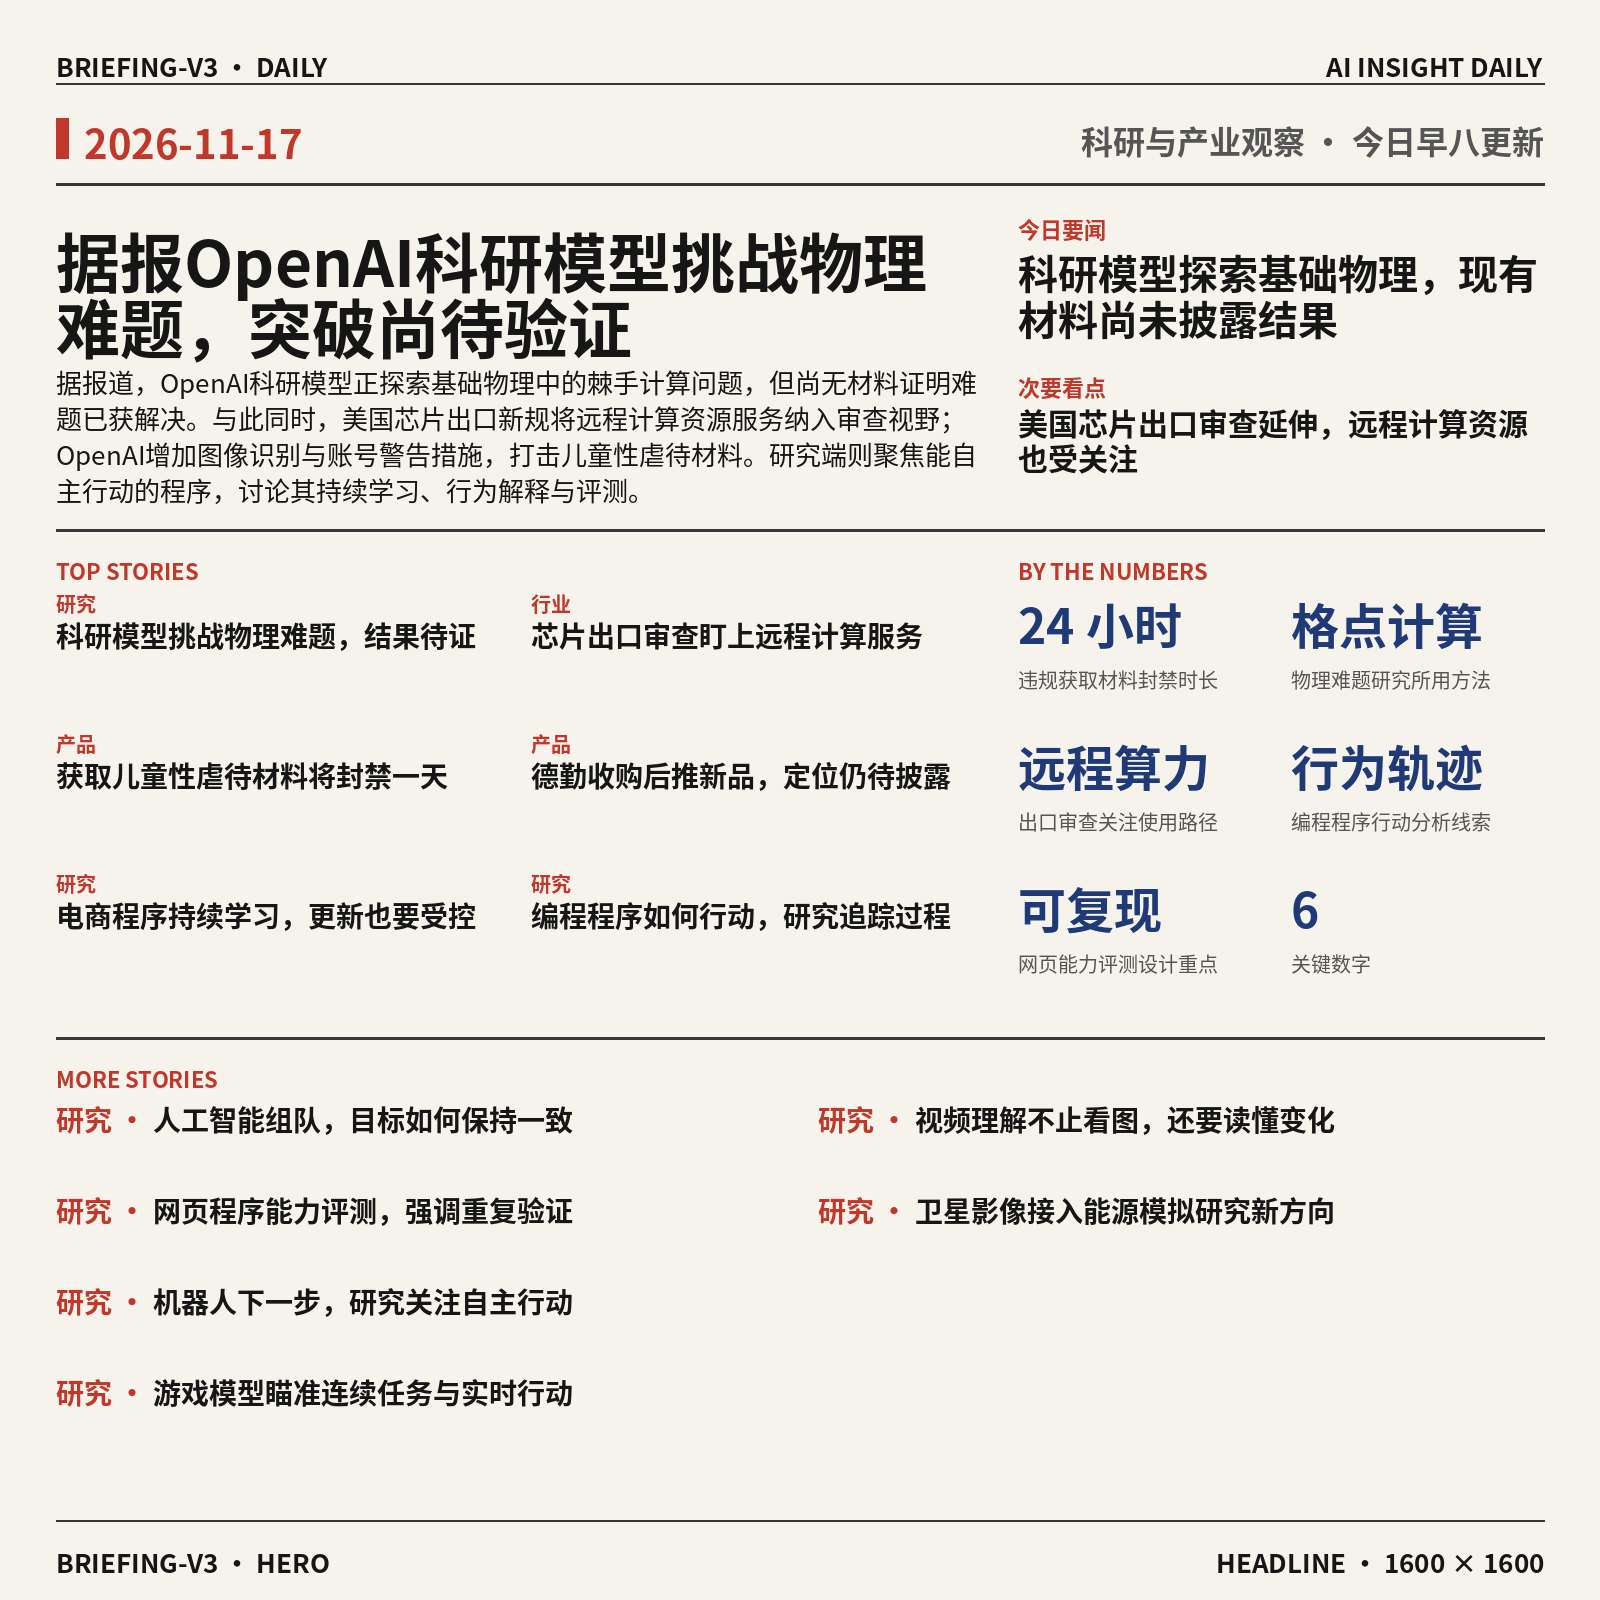 BRIEFING-V3 • DAILY
AI INSIGHT DAILY
2026-11-17
科研与产业观察 • 今日早八更新
据报OpenAI科研模型挑战物理
难题，突破尚待验证
据报道，OpenAI科研模型正探索基础物理中的棘手计算问题，但尚无材料证明难
题已获解决。与此同时，美国芯片出口新规将远程计算资源服务纳入审查视野；
OpenAI增加图像识别与账号警告措施，打击儿童性虐待材料。研究端则聚焦能自
主行动的程序，讨论其持续学习、行为解释与评测。
今日要闻
科研模型探索基础物理，现有
材料尚未披露结果
次要看点
美国芯片出口审查延伸，远程计算资源
也受关注
TOP STORIES
研究
科研模型挑战物理难题，结果待证
行业
芯片出口审查盯上远程计算服务
产品
获取儿童性虐待材料将封禁一天
产品
德勤收购后推新品，定位仍待披露
研究
电商程序持续学习，更新也要受控
研究
编程程序如何行动，研究追踪过程
BY THE NUMBERS
24 小时
违规获取材料封禁时长
格点计算
物理难题研究所用方法
远程算力
出口审查关注使用路径
行为轨迹
编程程序行动分析线索
可复现
网页能力评测设计重点
6
关键数字
MORE STORIES
研究 • 人工智能组队，目标如何保持一致
研究 • 视频理解不止看图，还要读懂变化
研究 • 网页程序能力评测，强调重复验证
研究 • 卫星影像接入能源模拟研究新方向
研究 • 机器人下一步，研究关注自主行动
研究 • 游戏模型瞄准连续任务与实时行动
BRIEFING-V3 • HERO
HEADLINE • 1600 × 1600